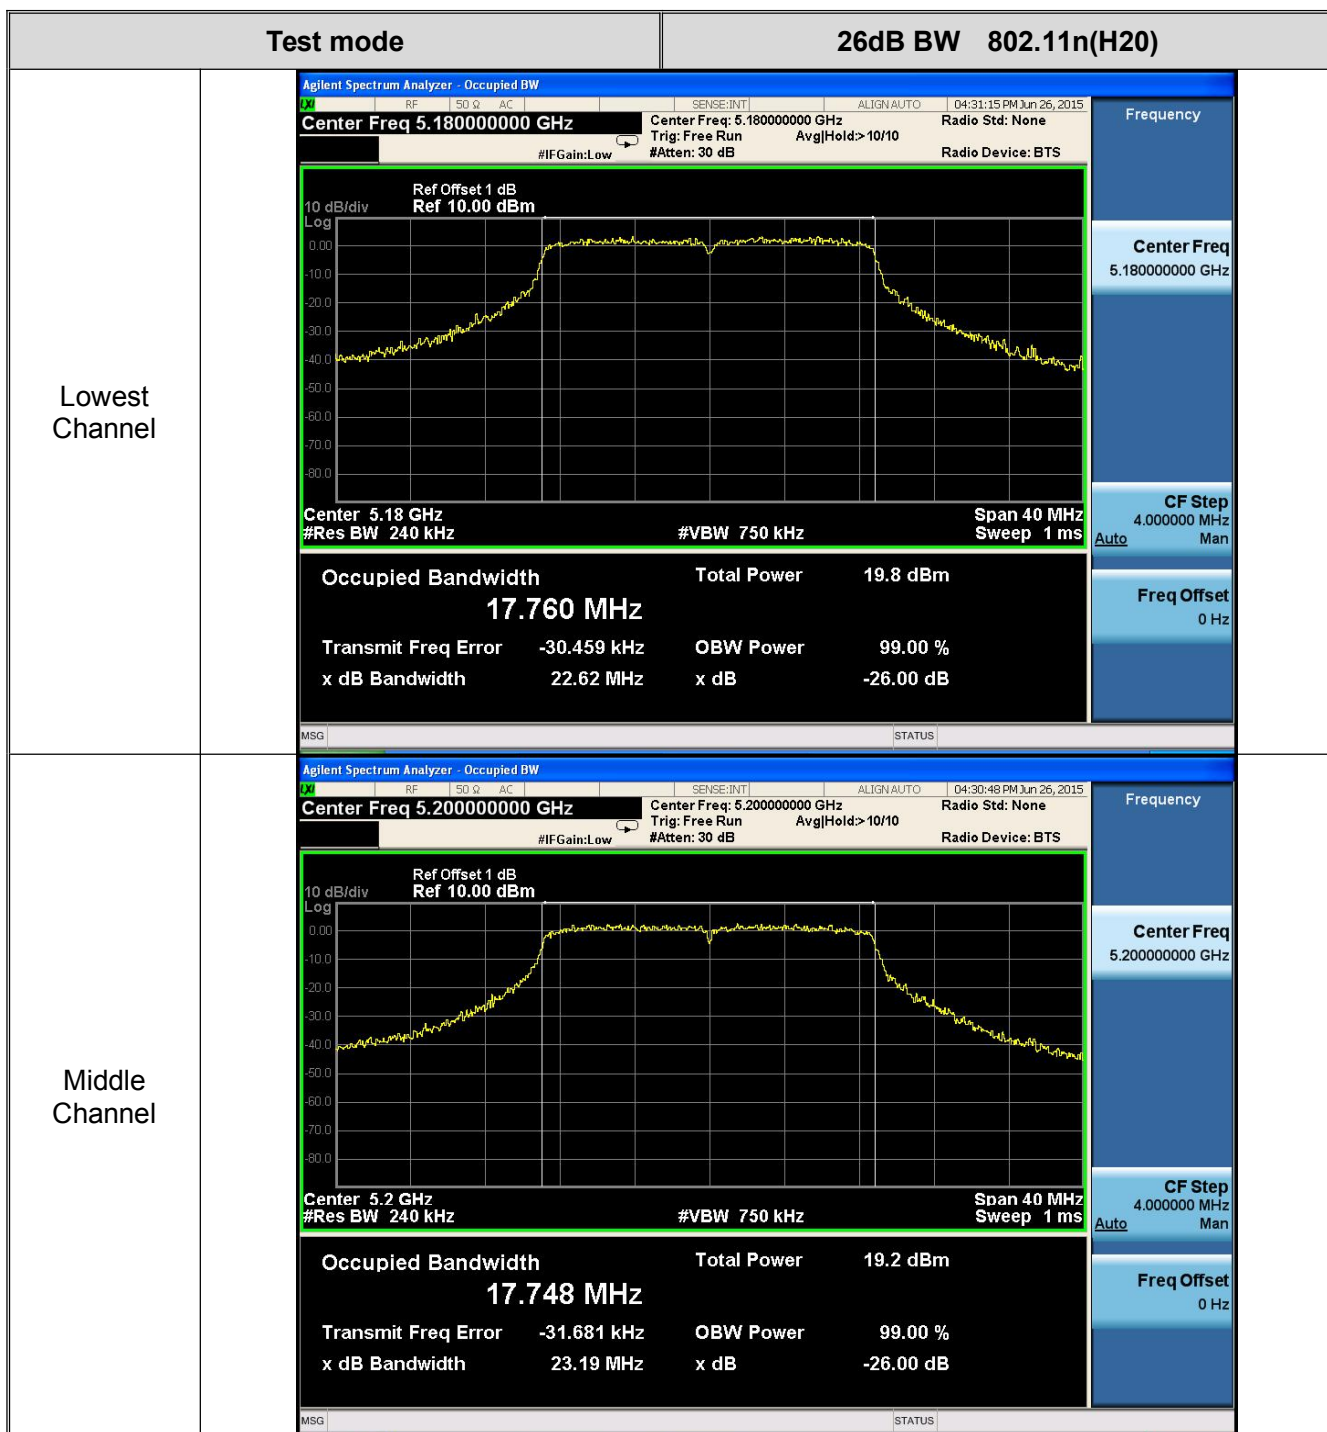 Test mode
26dB BW 802.11n(H20)
Lowest
Channel
Agilent Spectrum Analyzer - Occupied BW
LXI RF 50 Ω AC SENSE:INT ALIGN AUTO 04:31:15 PM Jun 26, 2015
Center Freq 5.180000000 GHz
Center Freq: 5.180000000 GHz
Radio Std: None
Trig: Free Run Avg|Hold:>10/10
#IFGain:Low
#Atten: 30 dB
Radio Device: BTS
Ref Offset 1 dB
10 dB/div Ref 10.00 dBm
Log
0.00
-10.0
-20.0
-30.0
-40.0
-50.0
-60.0
-70.0
-80.0
Center 5.18 GHz Span 40 MHz
#Res BW 240 kHz #VBW 750 kHz Sweep 1 ms
Occupied Bandwidth Total Power 19.8 dBm
17.760 MHz
Transmit Freq Error -30.459 kHz OBW Power 99.00 %
x dB Bandwidth 22.62 MHz x dB -26.00 dB
MSG STATUS
Frequency
Center Freq
5.180000000 GHz
CF Step
4.000000 MHz
Auto Man
Freq Offset
0 Hz
Middle
Channel
Agilent Spectrum Analyzer - Occupied BW
LXI RF 50 Ω AC SENSE:INT ALIGN AUTO 04:30:48 PM Jun 26, 2015
Center Freq 5.200000000 GHz
Center Freq: 5.200000000 GHz
Radio Std: None
Trig: Free Run Avg|Hold:>10/10
#IFGain:Low
#Atten: 30 dB
Radio Device: BTS
Ref Offset 1 dB
10 dB/div Ref 10.00 dBm
Log
0.00
-10.0
-20.0
-30.0
-40.0
-50.0
-60.0
-70.0
-80.0
Center 5.2 GHz Span 40 MHz
#Res BW 240 kHz #VBW 750 kHz Sweep 1 ms
Occupied Bandwidth Total Power 19.2 dBm
17.748 MHz
Transmit Freq Error -31.681 kHz OBW Power 99.00 %
x dB Bandwidth 23.19 MHz x dB -26.00 dB
MSG STATUS
Frequency
Center Freq
5.200000000 GHz
CF Step
4.000000 MHz
Auto Man
Freq Offset
0 Hz